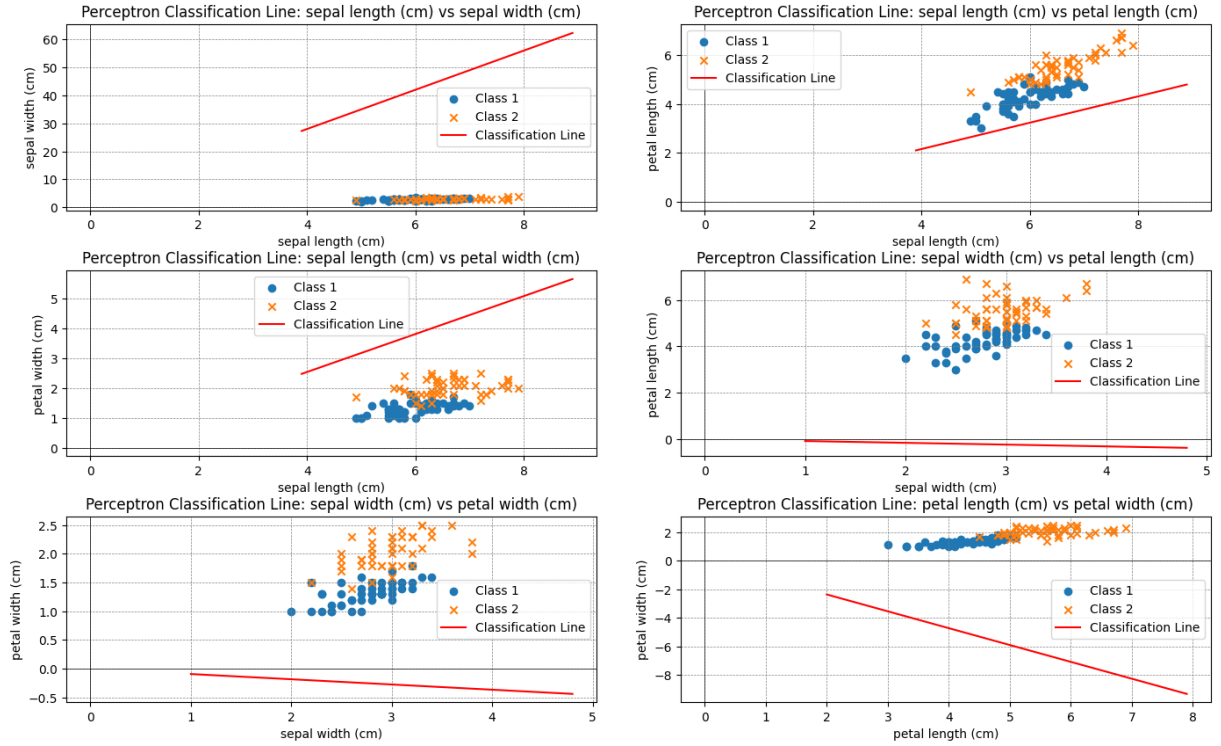 Perceptron Classification Line: sepal length (cm) vs sepal width (cm)
60
50
40
30
20
10
0
sepal width (cm)
Class 1
Class 2
Classification Line
0
2
4
6
8
sepal length (cm)
Perceptron Classification Line: sepal length (cm) vs petal length (cm)
6
4
2
0
petal length (cm)
Class 1
Class 2
Classification Line
0
2
4
6
8
sepal length (cm)
Perceptron Classification Line: sepal length (cm) vs petal width (cm)
5
4
3
2
1
0
petal width (cm)
Class 1
Class 2
Classification Line
0
2
4
6
8
sepal length (cm)
Perceptron Classification Line: sepal width (cm) vs petal length (cm)
6
4
2
0
petal length (cm)
Class 1
Class 2
Classification Line
0
1
2
3
4
5
sepal width (cm)
Perceptron Classification Line: sepal width (cm) vs petal width (cm)
2.5
2.0
1.5
1.0
0.5
0.0
−0.5
petal width (cm)
Class 1
Class 2
Classification Line
0
1
2
3
4
5
sepal width (cm)
Perceptron Classification Line: petal length (cm) vs petal width (cm)
2
0
−2
−4
−6
−8
petal width (cm)
Class 1
Class 2
Classification Line
0
1
2
3
4
5
6
7
8
petal length (cm)